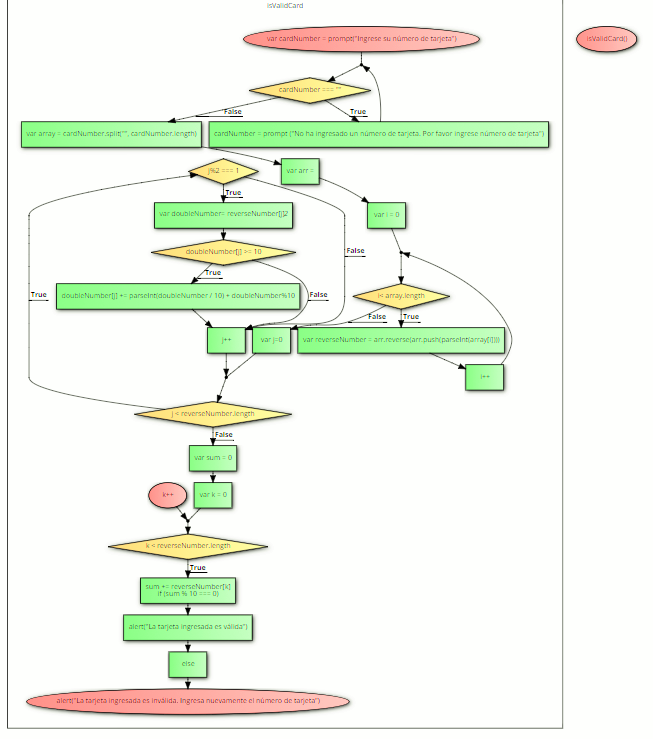 isValidCard
var cardNumber = prompt("Ingrese su número de tarjeta")
isValidCard()
cardNumber === ""
False
True
var array = cardNumber.split("", cardNumber.length)
cardNumber = prompt ("No ha ingresado un número de tarjeta. Por favor ingrese número de tarjeta")
j%2 === 1
var arr =
True
var doubleNumber= reverseNumber[j]2
var i = 0
doubleNumber[j] >= 10
False
True
doubleNumber[j] += parseInt(doubleNumber / 10) + doubleNumber%10
True
False
i< array.length
False
True
j++
var j=0
var reverseNumber = arr.reverse(arr.push(parseInt(array[i])))
i++
j < reverseNumber.length
False
var sum = 0
k++
var k = 0
k < reverseNumber.length
True
sum += reverseNumber[k]
if (sum % 10 === 0)
alert("La tarjeta ingresada es válida")
else
alert("La tarjeta ingresada es inválida. Ingresa nuevamente el número de tarjeta")